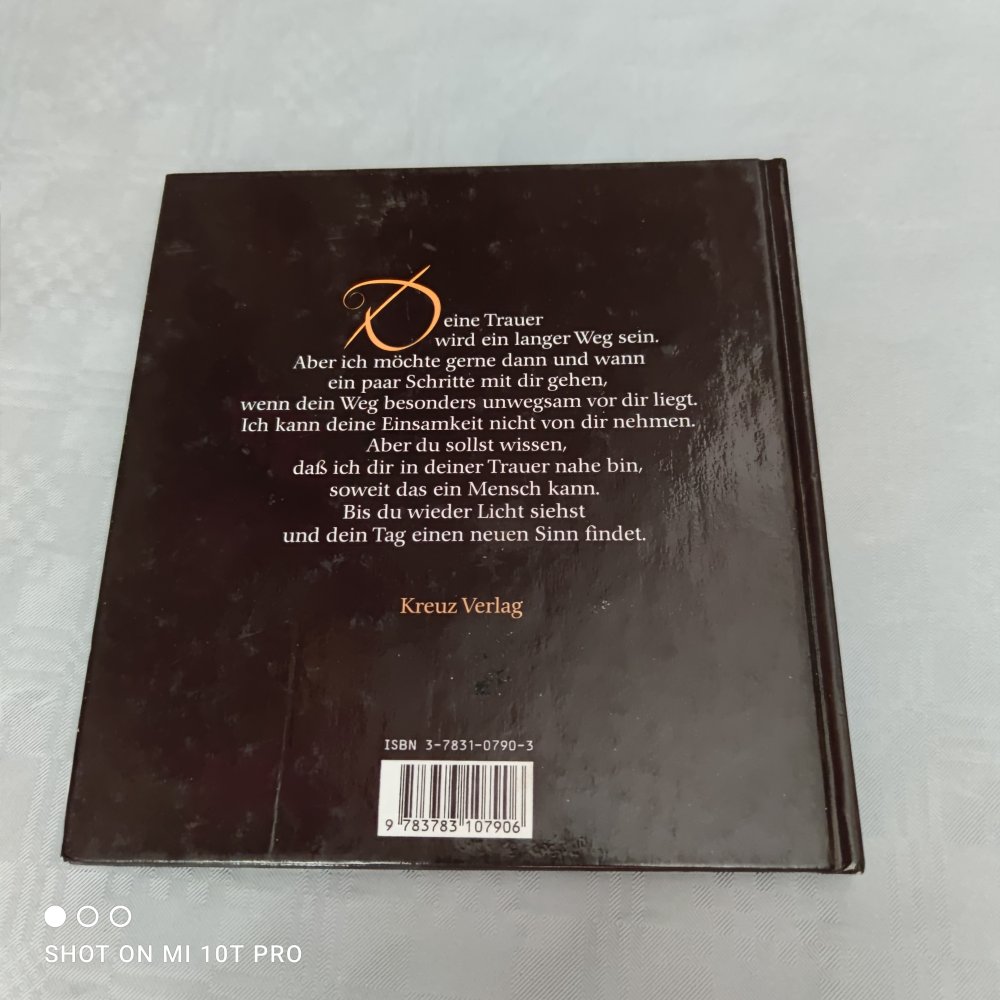 Deine Trauer
wird ein langer Weg sein.
Aber ich möchte gerne dann und wann
ein paar Schritte mit dir gehen,
wenn dein Weg besonders unwegsam vor dir liegt.
Ich kann deine Einsamkeit nicht von dir nehmen.
Aber du sollst wissen,
daß ich dir in deiner Trauer nahe bin,
soweit das ein Mensch kann.
Bis du wieder Licht siehst
und dein Tag einen neuen Sinn findet.
Kreuz Verlag
ISBN 3-7831-0790-3
9 783783 107906
SHOT ON MI 10T PRO